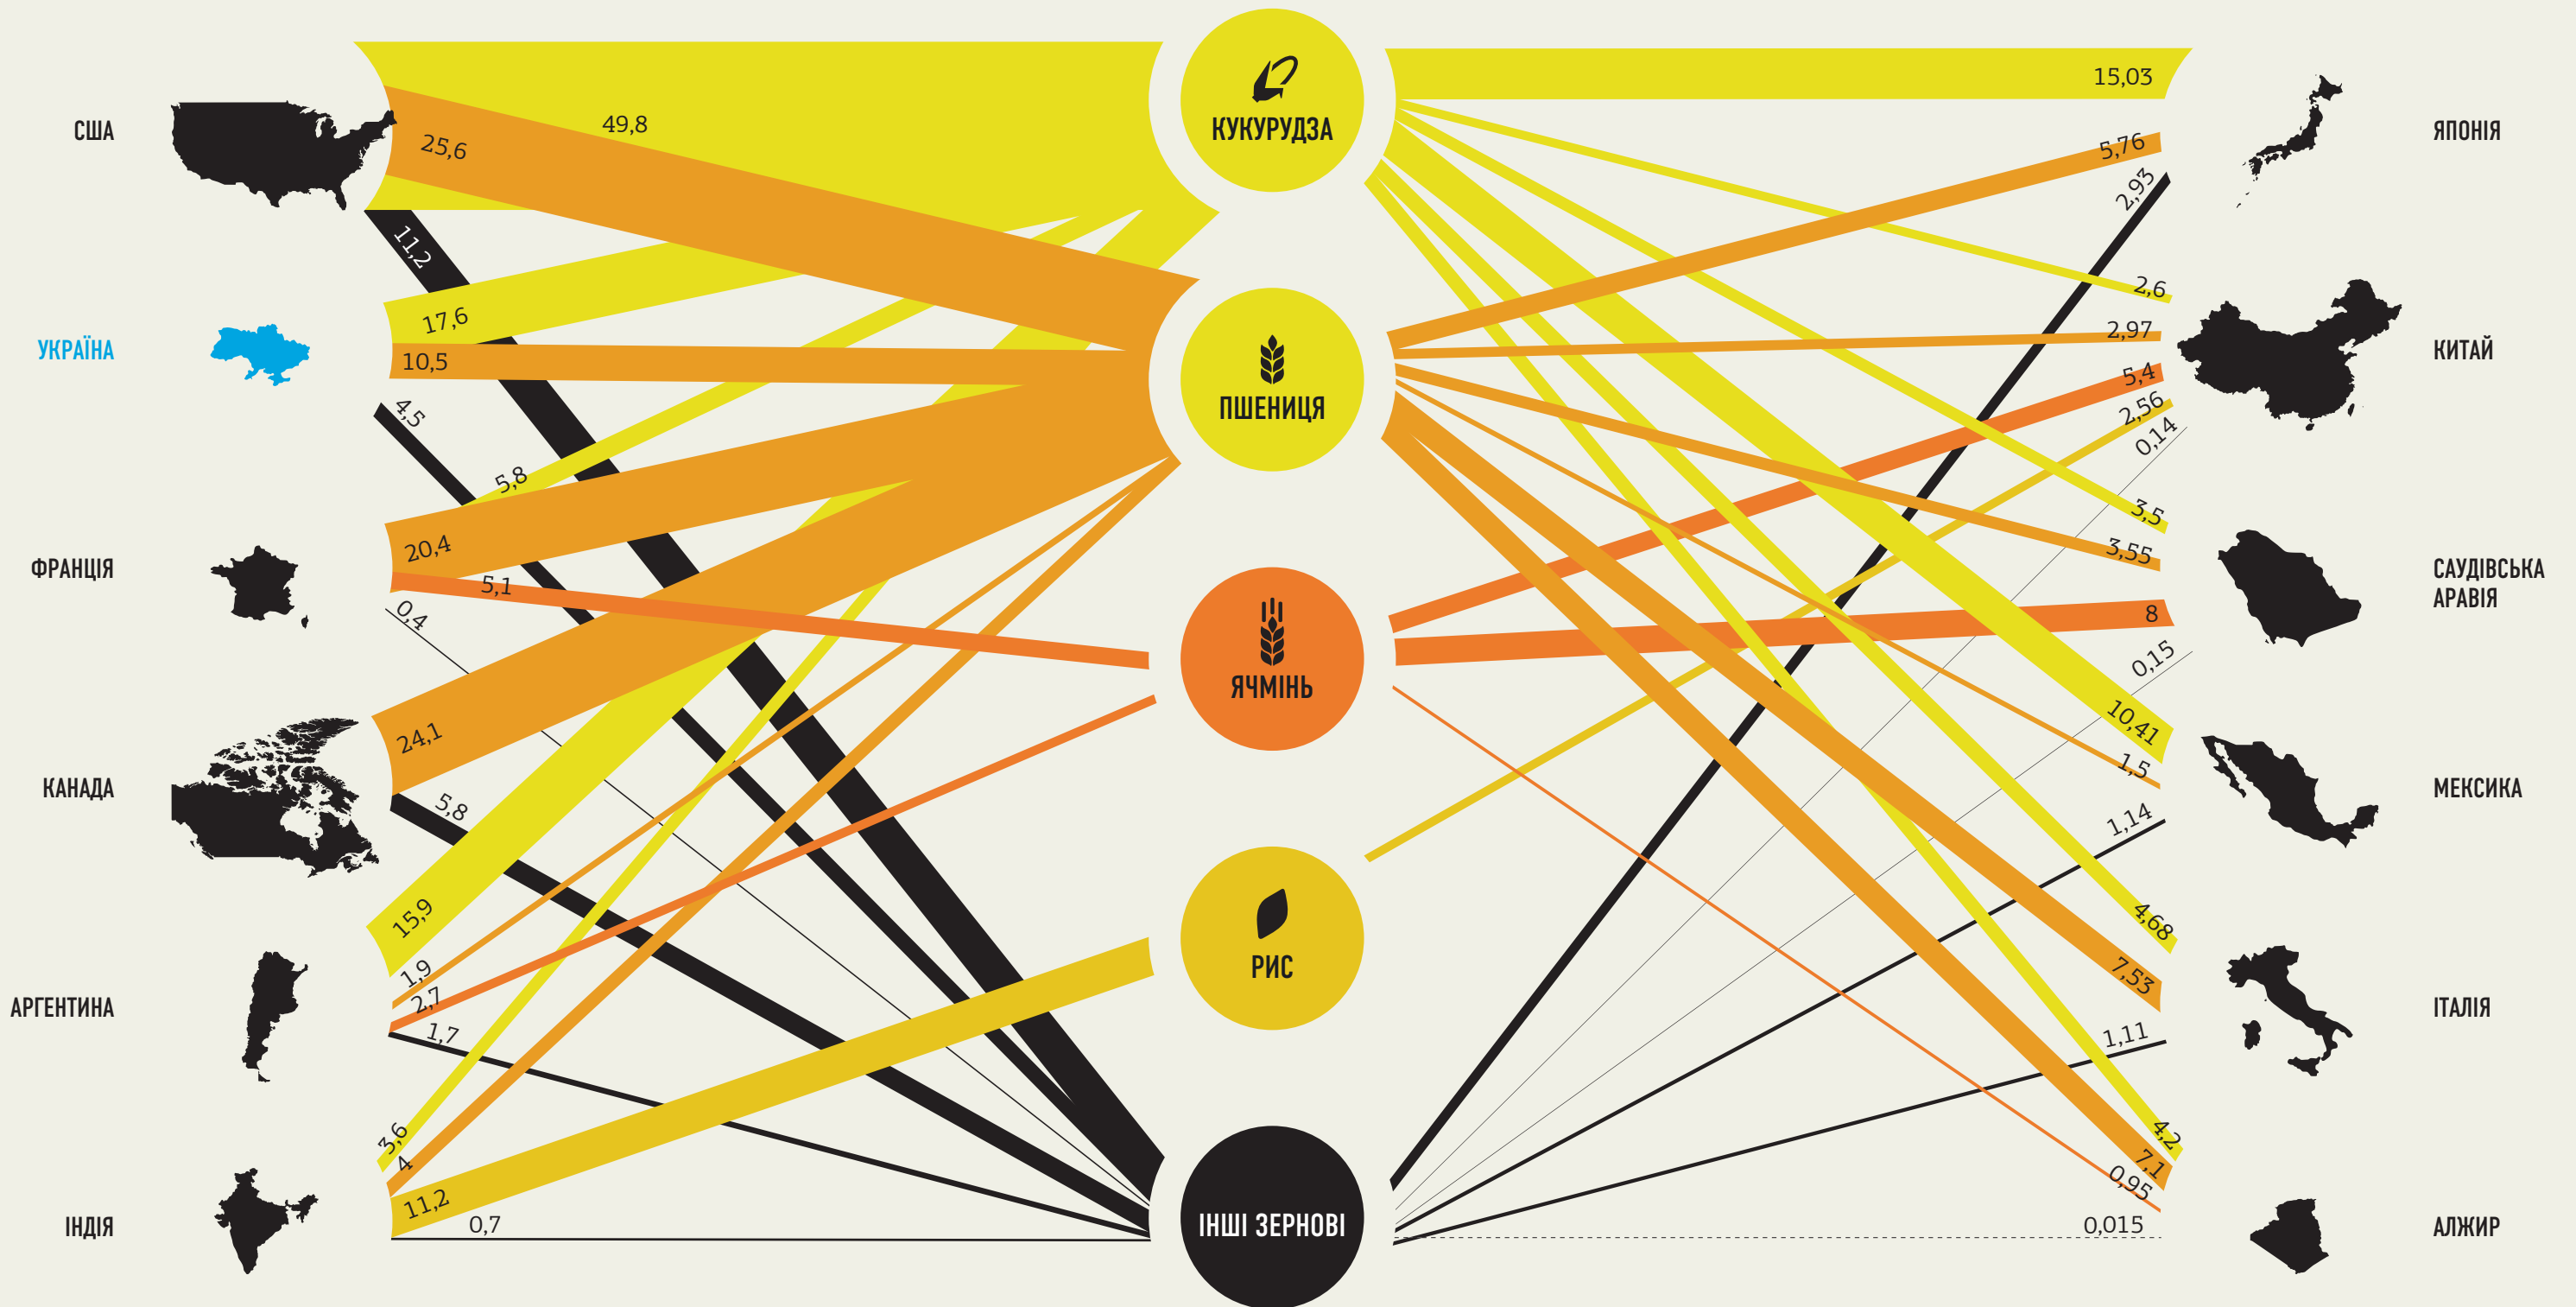 США
49,8
25,6
11,2
УКРАЇНА
17,6
10,5
4,5
ФРАНЦІЯ
5,8
20,4
5,1
0,4
КАНАДА
24,1
5,8
АРГЕНТИНА
15,9
1,9
2,7
1,7
ІНДІЯ
3,6
4
11,2
0,7
КУКУРУДЗА
ПШЕНИЦЯ
ЯЧМІНЬ
РИС
ІНШІ ЗЕРНОВІ
15,03
5,76
2,93
ЯПОНІЯ
2,6
2,97
5,4
2,56
0,14
КИТАЙ
3,5
3,55
8
0,15
САУДІВСЬКА
АРАВІЯ
10,41
1,5
1,14
МЕКСИКА
4,68
7,53
1,11
ІТАЛІЯ
4,2
7,1
0,95
0,015
АЛЖИР